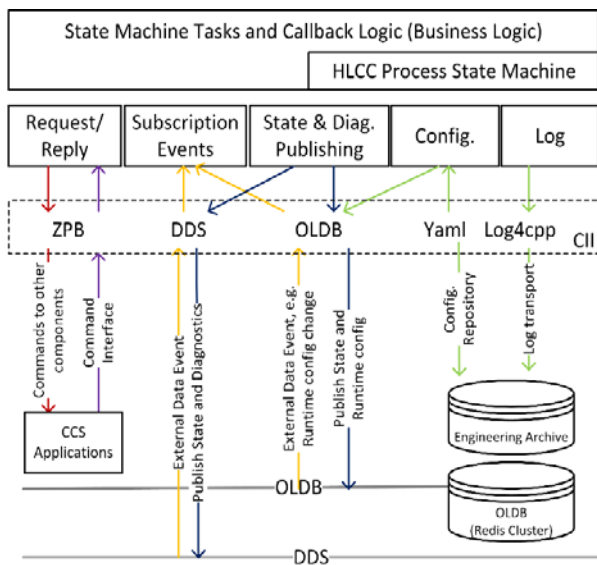 State Machine Tasks and Callback Logic (Business Logic)
HLCC Process State Machine
Request/
Reply
Subscription
Events
State & Diag.
Publishing
Config.
Log
ZPB
DDS
OLDB
Yaml
Log4cpp
CII
Commands to other
components
Command
Interface
External Data Event
Publish State and Diagnostics
External Data Event, e.g.
Runtime config change
Publish State and
Runtime config
Config.
Repository
Log transport
CCS
Applications
Engineering Archive
OLDB
OLDB
(Redis Cluster)
DDS